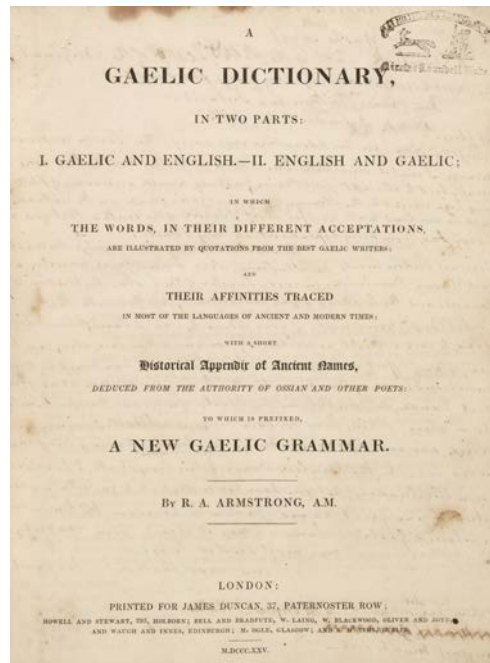 A
GAELIC DICTIONARY,
IN TWO PARTS:
I. GAELIC AND ENGLISH.—II. ENGLISH AND GAELIC;
IN WHICH
THE WORDS, IN THEIR DIFFERENT ACCEPTATIONS,
ARE ILLUSTRATED BY QUOTATIONS FROM THE BEST GAELIC WRITERS;
AND
THEIR AFFINITIES TRACED
IN MOST OF THE LANGUAGES OF ANCIENT AND MODERN TIMES;
WITH A SHORT
Historical Appendix of Ancient Names,
DEDUCED FROM THE AUTHORITY OF OSSIAN AND OTHER POETS:
TO WHICH IS PREFIXED,
A NEW GAELIC GRAMMAR.
BY R. A. ARMSTRONG, A.M.
LONDON:
PRINTED FOR JAMES DUNCAN, 37, PATERNOSTER ROW;
HOWELL AND STEWART, 295, HOLBORN; BELL AND BRADFUTE, W. LAING, W. BLACKWOOD, OLIVER AND BOYD,
AND WAUGH AND INNES, EDINBURGH; M. OGLE, GLASGOW; AND
M.DCCC.XXV.